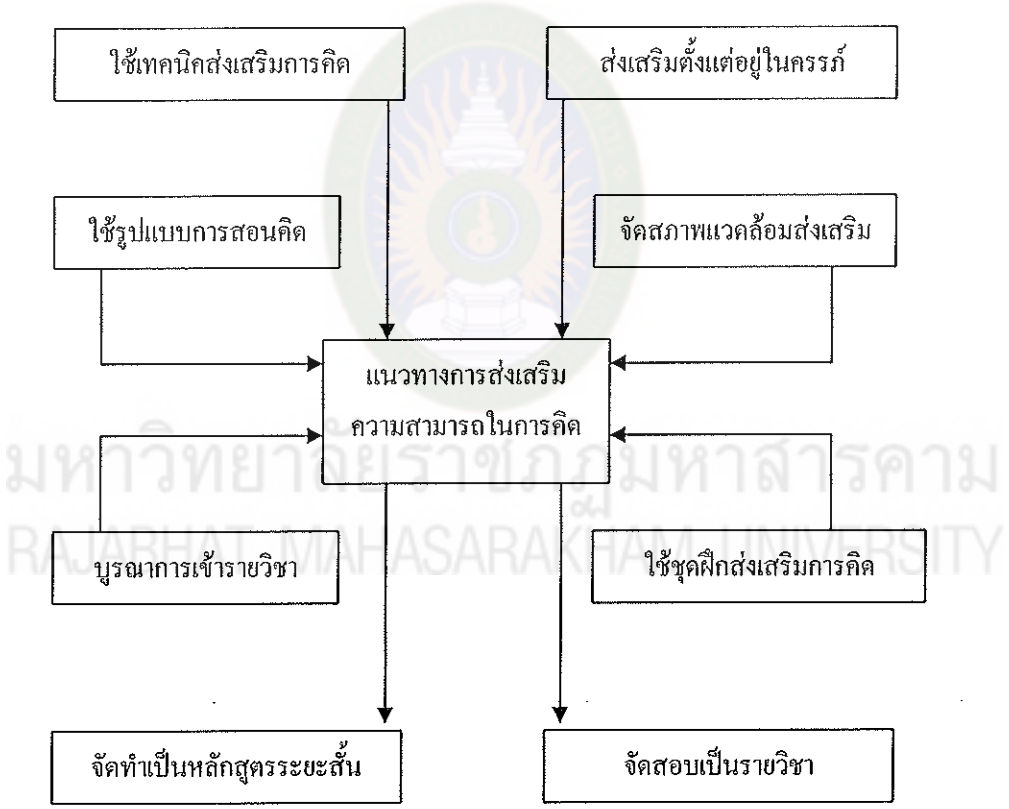 ใช้เทคนิคส่งเสริมการคิด
ส่งเสริมตั้งแต่อยู่ในครรภ์
ใช้รูปแบบการสอนคิด
จัดสภาพแวดล้อมส่งเสริม
แนวทางการส่งเสริม
ความสามารถในการคิด
มหาวิทยาลัยราชภัฏมหาสารคาม
RAJABHAT MAHASARAKHAM UNIVERSITY
บูรณาการเข้ารายวิชา
ใช้ชุดฝึกส่งเสริมการคิด
จัดทำเป็นหลักสูตรระยะสั้น
จัดสอบเป็นรายวิชา